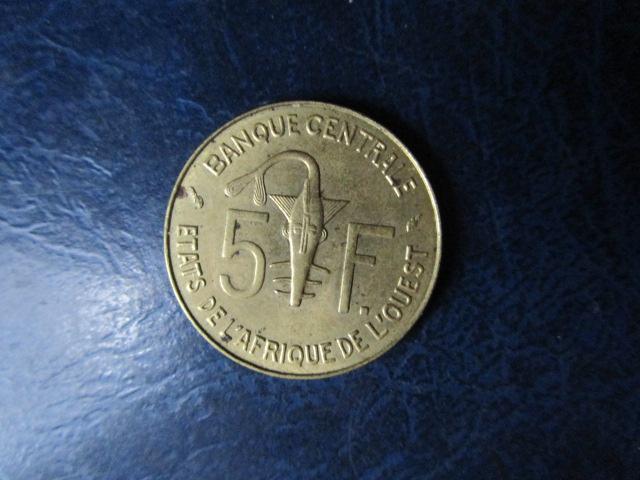 BANQUE CENTRALE
5 F
ETATS DE L'AFRIQUE DE L'OUEST